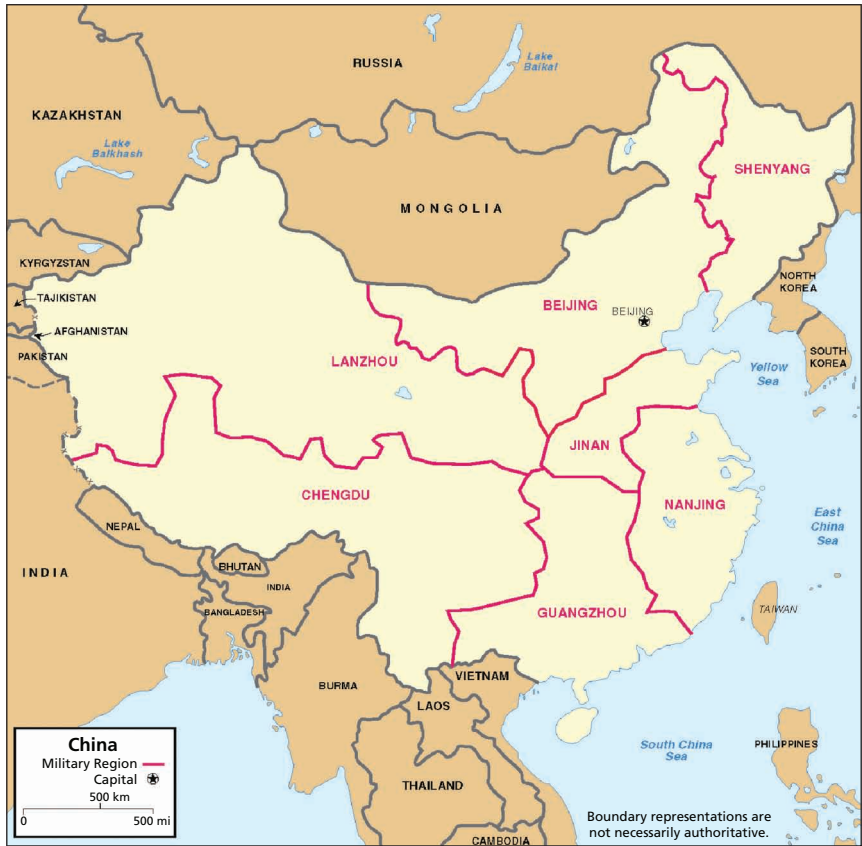 RUSSIA
Lake
Baikal
KAZAKHSTAN
Lake
Balkhash
MONGOLIA
SHENYANG
KYRGYZSTAN
TAJIKISTAN
AFGHANISTAN
PAKISTAN
BEIJING
BEIJING
NORTH
KOREA
SOUTH
KOREA
LANZHOU
Yellow
Sea
JINAN
CHENGDU
NANJING
NEPAL
East
China
Sea
BHUTAN
INDIA
INDIA
BANGLADESH
GUANGZHOU
TAIWAN
BURMA
VIETNAM
LAOS
South China
Sea
PHILIPPINES
THAILAND
CAMBODIA
China
Military Region
Capital
500 km
0
500 mi
Boundary representations are
not necessarily authoritative.